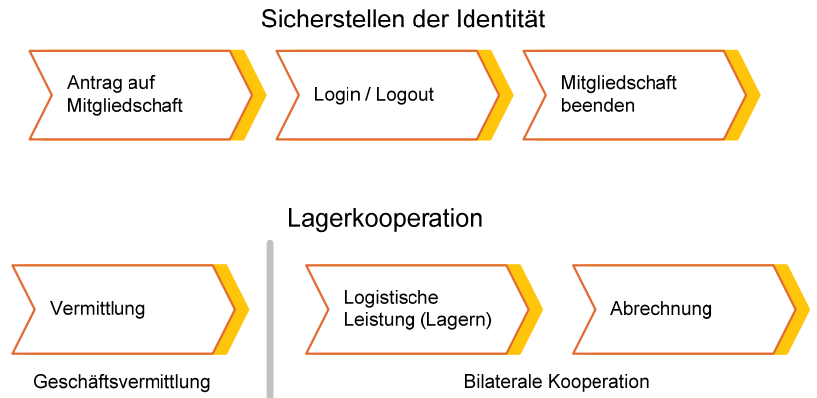 Sicherstellen der Identität
Antrag auf
Mitgliedschaft
Login / Logout
Mitgliedschaft
beenden
Lagerkooperation
Vermittlung
Logistische
Leistung (Lagern)
Abrechnung
Geschäftsvermittlung
Bilaterale Kooperation